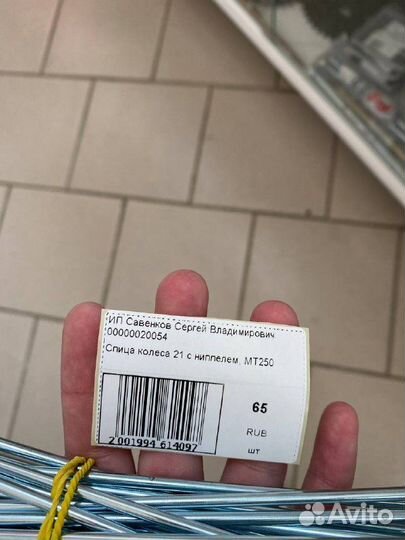 ИП Савенков Сергей Владимирович
00000020054
Спица колеса 21 с ниппелем, МТ250
65
RUB
шт
2 001994 614097
Avito